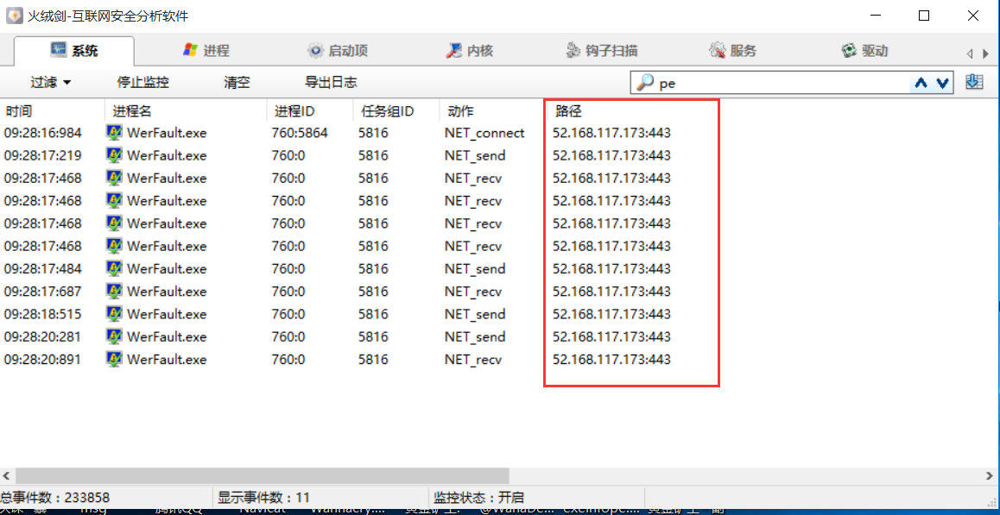 火绒剑-互联网安全分析软件
系统 进程 启动项 内核 钩子扫描 服务 驱动
过滤 停止监控 清空 导出日志 pe
时间 进程名 进程ID 任务组ID 动作 路径
09:28:16:984 WerFault.exe 760:5864 5816 NET_connect 52.168.117.173:443
09:28:17:219 WerFault.exe 760:0 5816 NET_send 52.168.117.173:443
09:28:17:468 WerFault.exe 760:0 5816 NET_recv 52.168.117.173:443
09:28:17:468 WerFault.exe 760:0 5816 NET_recv 52.168.117.173:443
09:28:17:468 WerFault.exe 760:0 5816 NET_recv 52.168.117.173:443
09:28:17:468 WerFault.exe 760:0 5816 NET_recv 52.168.117.173:443
09:28:17:484 WerFault.exe 760:0 5816 NET_send 52.168.117.173:443
09:28:17:687 WerFault.exe 760:0 5816 NET_recv 52.168.117.173:443
09:28:18:515 WerFault.exe 760:0 5816 NET_send 52.168.117.173:443
09:28:20:281 WerFault.exe 760:0 5816 NET_send 52.168.117.173:443
09:28:20:891 WerFault.exe 760:0 5816 NET_recv 52.168.117.173:443
总事件数：233858 显示事件数：11 监控状态：开启
msg 腾讯QQ Navicat Wannacry.... @WanaDe... exeinfope....